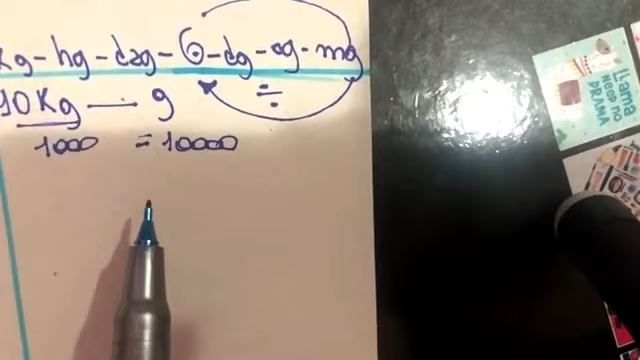 Kg - hg - dag - G - dg - cg - mg
÷
10 Kg — g
1000 = 10000
Llama
NEED NO
DRAMA